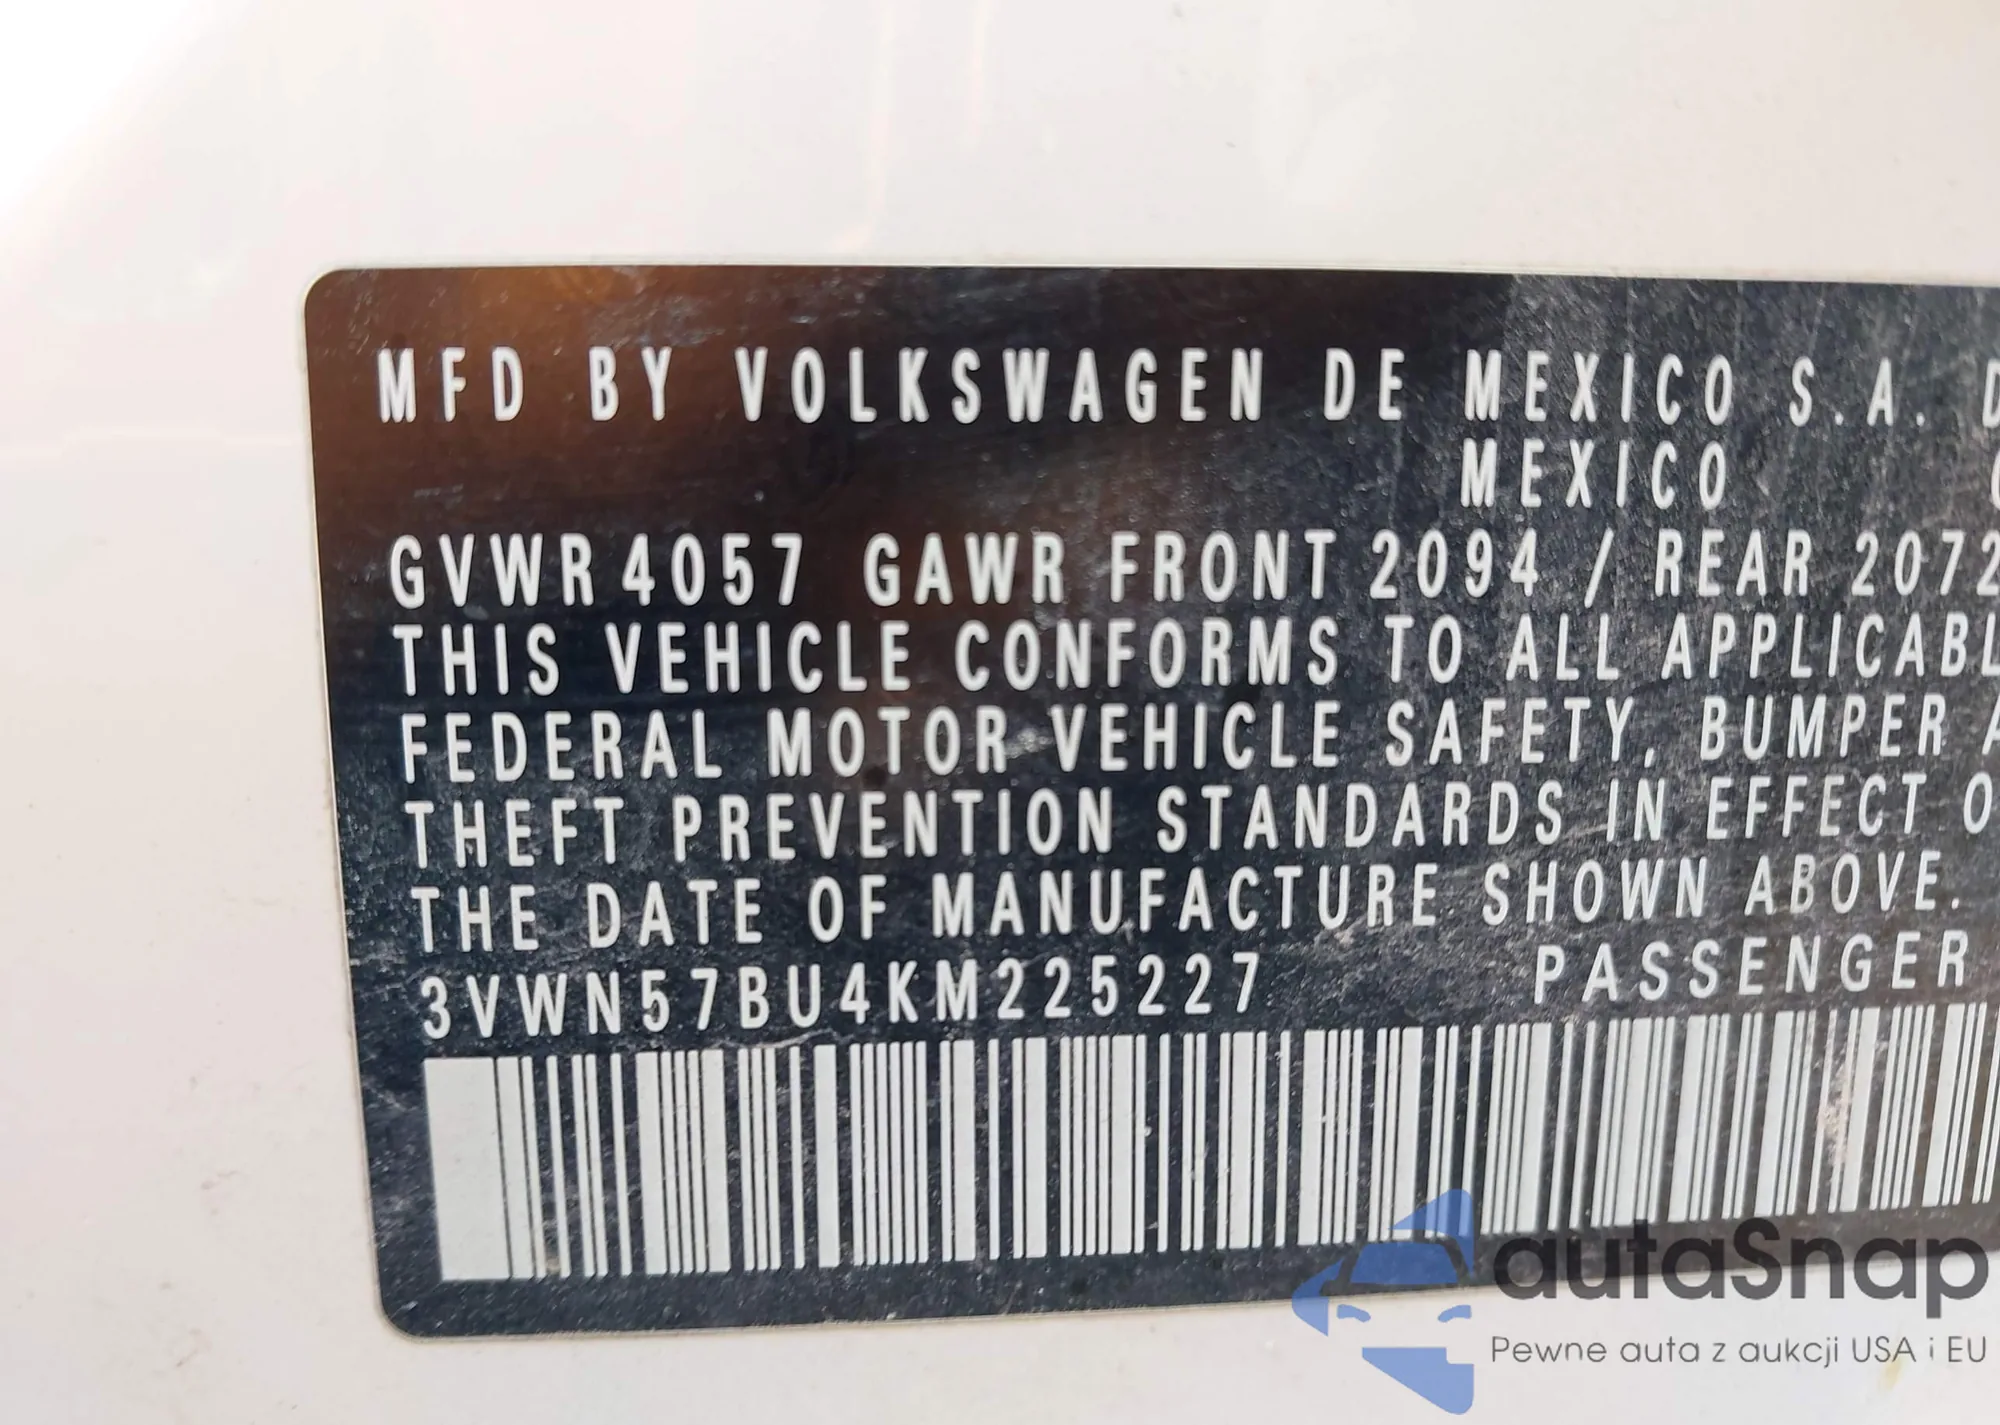 MFD BY VOLKSWAGEN DE MEXICO S.A. D
MEXICO
GVWR 4057 GAWR FRONT 2094 / REAR 2072
THIS VEHICLE CONFORMS TO ALL APPLICABL
FEDERAL MOTOR VEHICLE SAFETY, BUMPER A
THEFT PREVENTION STANDARDS IN EFFECT O
THE DATE OF MANUFACTURE SHOWN ABOVE.
3VWN57BU4KM225227 PASSENGER
autaSnap
Pewne auta z aukcji USA i EU